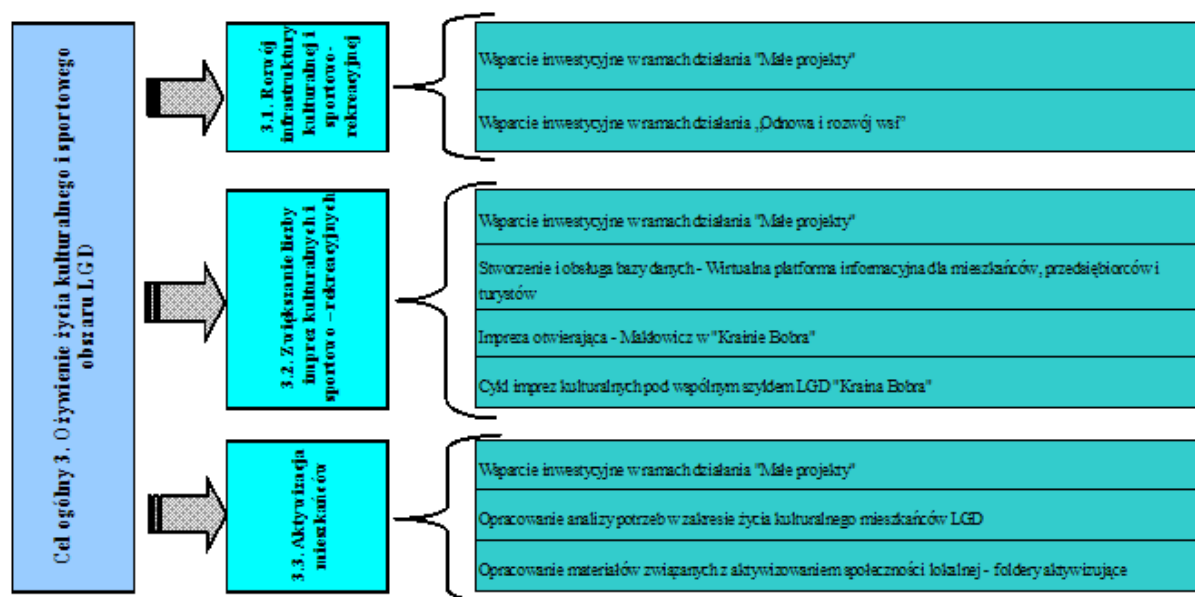 Cel ogólny 3. Ożywienie życia kulturalnego i sportowego
obszaru LGD
3.1. Rozwój
infrastruktury
kulturalnej i
sportowo-
rekreacyjnej
Wsparcie inwestycyjne w ramach działania "Małe projekty"
Wsparcie inwestycyjne w ramach działania „Odnowa i rozwój wsi”
3.2. Zwiększanie liczby
imprez kulturalnych i
sportowo – rekreacyjnych
Wsparcie inwestycyjne w ramach działania "Małe projekty"
Stworzenie i obsługa bazy danych - Wirtualna platforma informacyjna dla mieszkańców, przedsiębiorców i
turystów
Impreza otwierająca - Makłowicz w "Krainie Bobra"
Cykl imprez kulturalnych pod wspólnym szyldem LGD "Kraina Bobra"
3.3. Aktywizacja
mieszkańców
Wsparcie inwestycyjne w ramach działania "Małe projekty"
Opracowanie analizy potrzeb w zakresie życia kulturalnego mieszkańców LGD
Opracowanie materiałów związanych z aktywizowaniem społeczności lokalnej - foldery aktywizujące